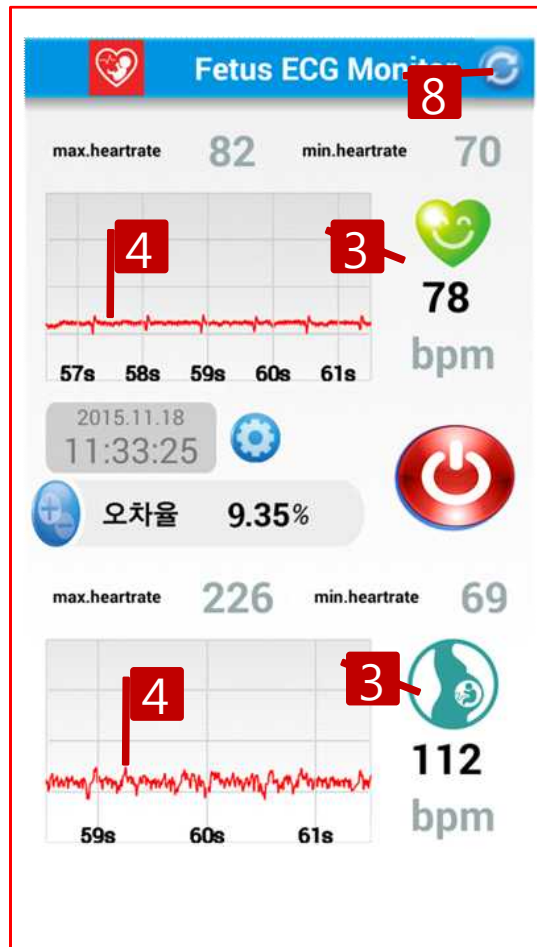 Fetus ECG Monitor
8
max.heartrate 82 min.heartrate 70
4
3
78
bpm
57s 58s 59s 60s 61s
2015.11.18
11:33:25
오차율 9.35%
max.heartrate 226 min.heartrate 69
4
3
112
bpm
59s 60s 61s